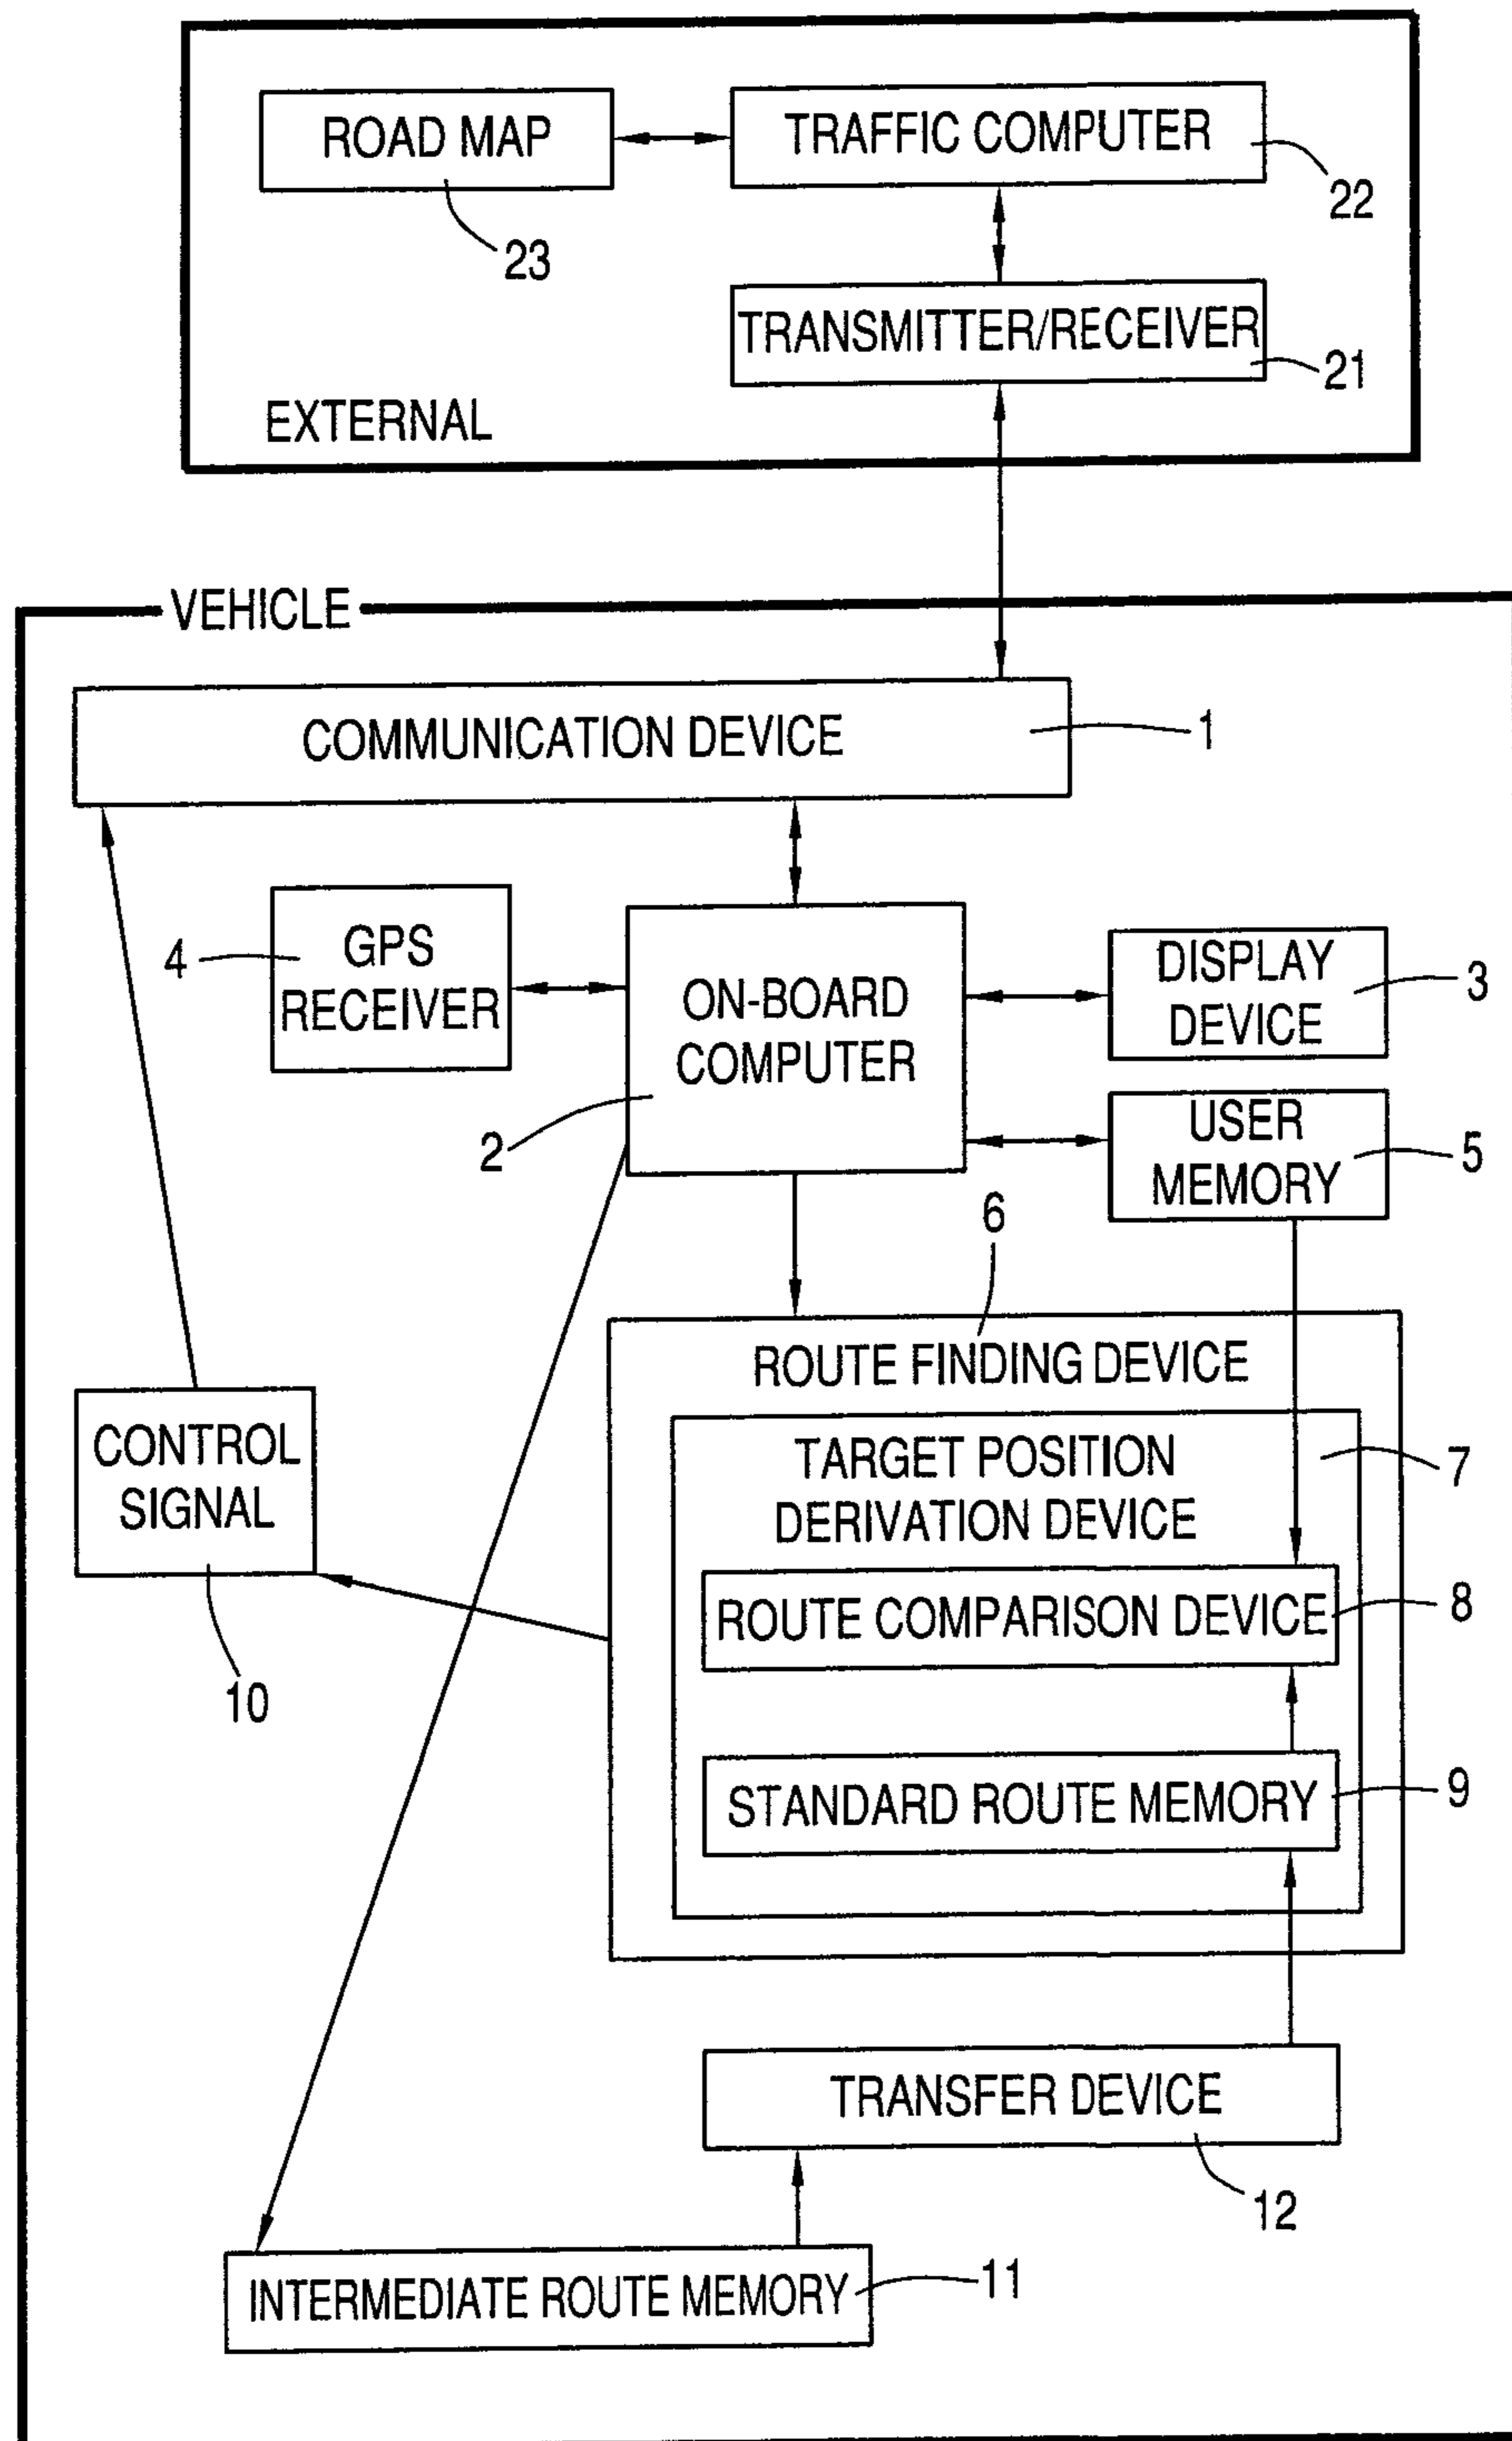 ROAD MAP
TRAFFIC COMPUTER
22
23
TRANSMITTER/RECEIVER
21
EXTERNAL
VEHICLE
COMMUNICATION DEVICE
1
4
GPS
RECEIVER
ON-BOARD
COMPUTER
2
DISPLAY
DEVICE
3
USER
MEMORY
5
6
ROUTE FINDING DEVICE
CONTROL
SIGNAL
10
TARGET POSITION
DERIVATION DEVICE
7
ROUTE COMPARISON DEVICE
8
STANDARD ROUTE MEMORY
9
TRANSFER DEVICE
12
INTERMEDIATE ROUTE MEMORY
11